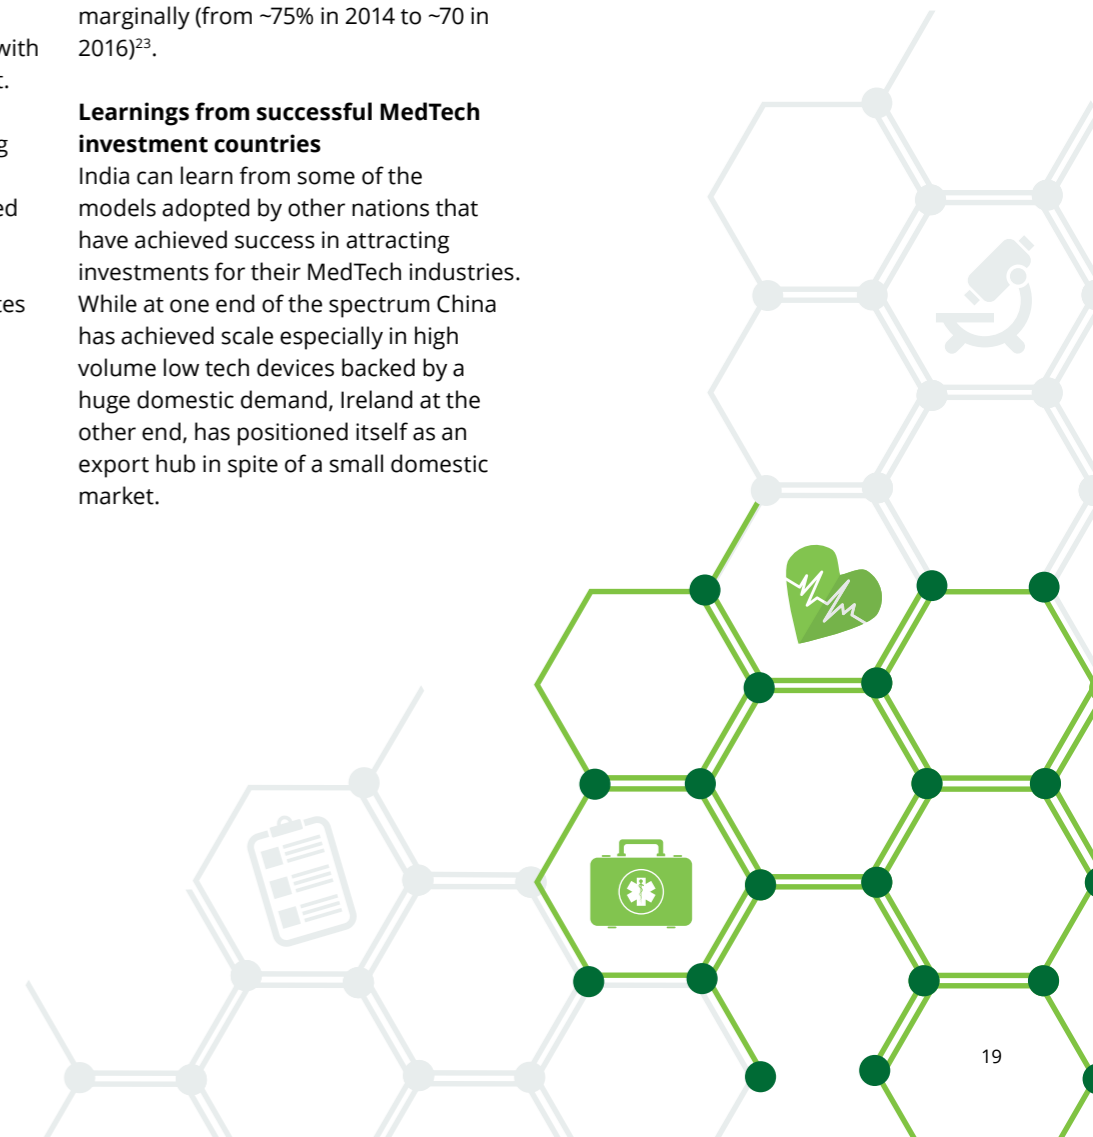 with
t.
g
ed
tes
marginally (from ~75% in 2014 to ~70 in
2016)23.
Learnings from successful MedTech
investment countries
India can learn from some of the
models adopted by other nations that
have achieved success in attracting
investments for their MedTech industries.
While at one end of the spectrum China
has achieved scale especially in high
volume low tech devices backed by a
huge domestic demand, Ireland at the
other end, has positioned itself as an
export hub in spite of a small domestic
market.
19